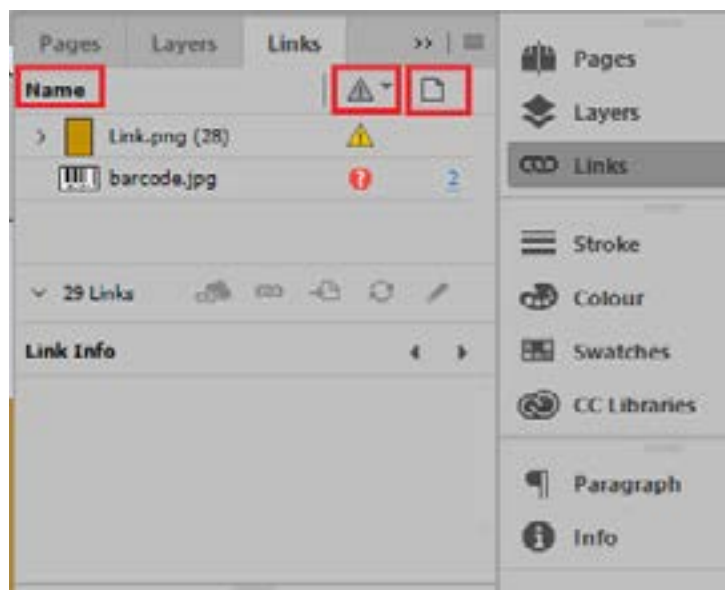 Pages Layers Links
Name
Link.png (28)
barcode.jpg 2
29 Links
Link Info
Pages
Layers
Links
Stroke
Colour
Swatches
CC Libraries
Paragraph
Info